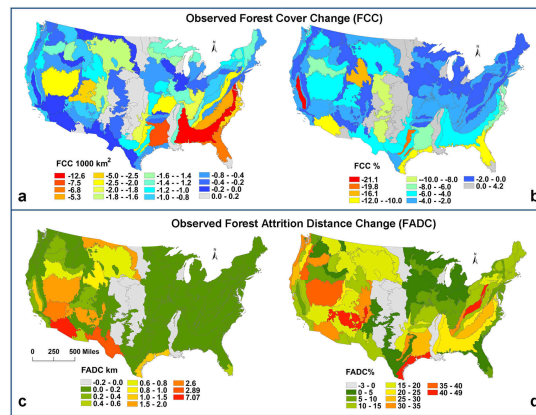 Observed Forest Cover Change (FCC)
N
N
FCC 1000 km²
-12.6
-7.5
-6.8
-5.3
-5.0 - -2.5
-2.5 - -2.0
-2.0 - -1.8
-1.8 - -1.6
-1.6 - -1.4
-1.4 - -1.2
-1.2 - -1.0
-1.0 - -0.8
-0.8 - -0.4
-0.4 - -0.2
-0.2 - 0.0
0.0 - 0.2
a
FCC %
-21.1
-19.8
-16.1
-12.0 - -10.0
-10.0 - -8.0
-8.0 - -6.0
-6.0 - -4.0
-4.0 - -2.0
-2.0 - 0.0
0.0 - 4.2
b
Observed Forest Attrition Distance Change (FADC)
N
N
0 250 500 Miles
FADC km
-0.2 - 0.0
0.0 - 0.2
0.2 - 0.4
0.4 - 0.6
0.6 - 0.8
0.8 - 1.0
1.0 - 1.5
1.5 - 2.0
2.6
2.89
7.07
c
FADC%
-3 - 0
0 - 5
5 - 10
10 - 15
15 - 20
20 - 25
25 - 30
30 - 35
35 - 40
40 - 49
d